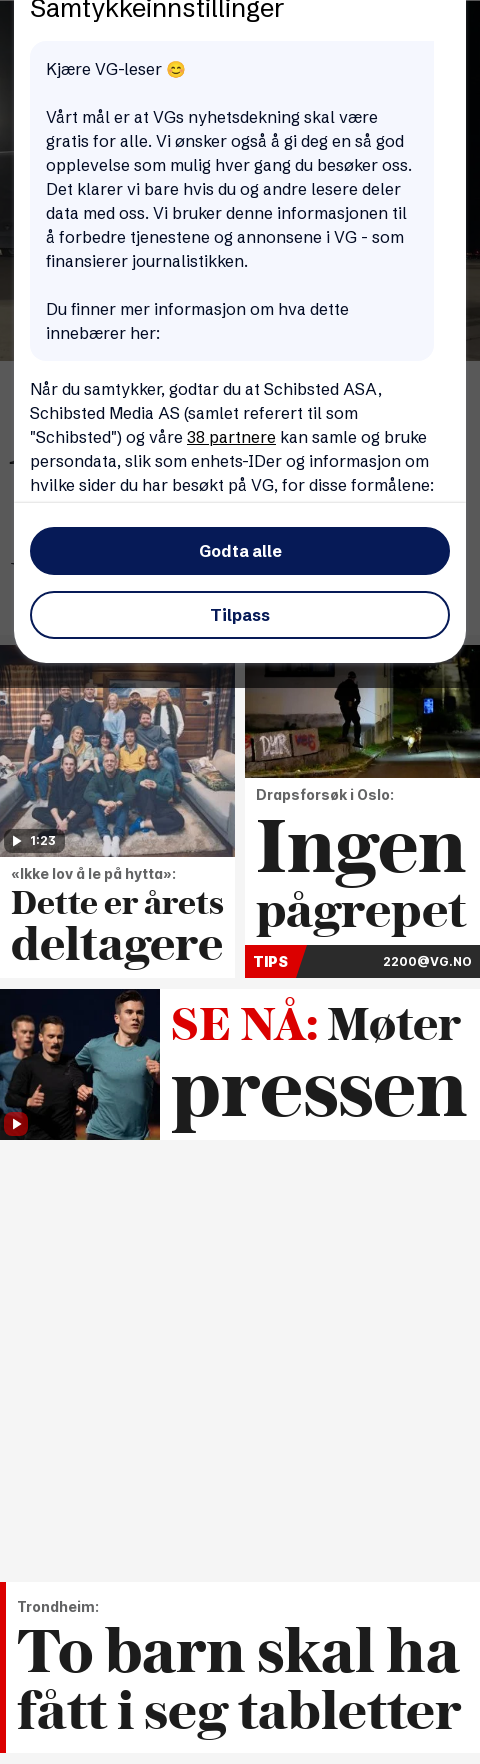 Samtykkeinnstillinger
Kjære VG-leser 😊
Vårt mål er at VGs nyhetsdekning skal være
gratis for alle. Vi ønsker også å gi deg en så god
opplevelse som mulig hver gang du besøker oss.
Det klarer vi bare hvis du og andre lesere deler
data med oss. Vi bruker denne informasjonen til
å forbedre tjenestene og annonsene i VG - som
finansierer journalistikken.
Du finner mer informasjon om hva dette
innebærer her:
Når du samtykker, godtar du at Schibsted ASA,
Schibsted Media AS (samlet referert til som
"Schibsted") og våre 38 partnere kan samle og bruke
persondata, slik som enhets-IDer og informasjon om
hvilke sider du har besøkt på VG, for disse formålene:
Godta alle
Tilpass
1:23
«Ikke lov å le på hytta»:
Dette er årets
deltagere
Drapsforsøk i Oslo:
Ingen
pågrepet
TIPS 2200@VG.NO
SE NÅ: Møter
pressen
Trondheim:
To barn skal ha
fått i seg tabletter